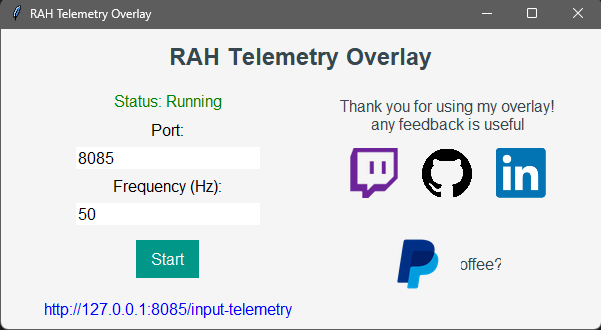 RAH Telemetry Overlay
RAH Telemetry Overlay
Status: Running
Port:
8085
Frequency (Hz):
50
Start
http://127.0.0.1:8085/input-telemetry
Thank you for using my overlay!
any feedback is useful
in
offee?